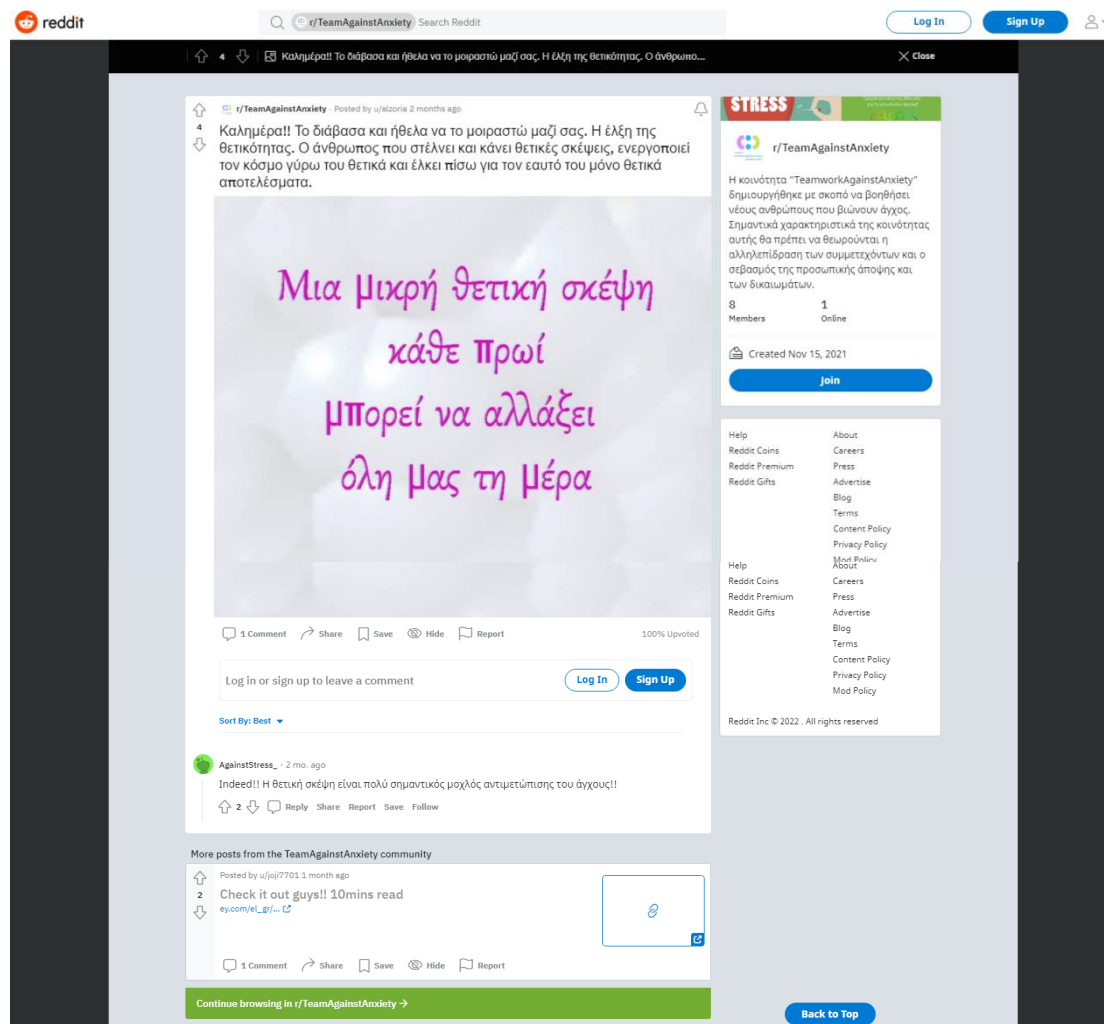 reddit
r/TeamAgainstAnxiety Search Reddit
Log In
Sign Up
4
Καλημέρα!! Το διάβασα και ήθελα να το μοιραστώ μαζί σας. Η έλξη της θετικότητας. Ο άνθρωπο...
Close
r/TeamAgainstAnxiety · Posted by u/alzoria 2 months ago
4
Καλημέρα!! Το διάβασα και ήθελα να το μοιραστώ μαζί σας. Η έλξη της
θετικότητας. Ο άνθρωπος που στέλνει και κάνει θετικές σκέψεις, ενεργοποιεί
τον κόσμο γύρω του θετικά και έλκει πίσω για τον εαυτό του μόνο θετικά
αποτελέσματα.
Μια μικρή θετική σκέψη
κάθε πρωί
μπορεί να αλλάξει
όλη μας τη μέρα
1 Comment Share Save Hide Report 100% Upvoted
Log in or sign up to leave a comment
Log In
Sign Up
Sort By: Best
AgainstStress_ · 2 mo. ago
Indeed!! Η θετική σκέψη είναι πολύ σημαντικός μοχλός αντιμετώπισης του άγχους!!
2 Reply Share Report Save Follow
More posts from the TeamAgainstAnxiety community
Posted by u/joji7701 1 month ago
2
Check it out guys!! 10mins read
ey.com/el_gr/...
1 Comment Share Save Hide Report
Continue browsing in r/TeamAgainstAnxiety →
STRESS
r/TeamAgainstAnxiety
Η κοινότητα "TeamworkAgainstAnxiety"
δημιουργήθηκε με σκοπό να βοηθήσει
νέους ανθρώπους που βιώνουν άγχος.
Σημαντικά χαρακτηριστικά της κοινότητας
αυτής θα πρέπει να θεωρούνται η
αλληλεπίδραση των συμμετεχόντων και ο
σεβασμός της προσωπικής άποψης και
των δικαιωμάτων.
8 1
Members Online
Created Nov 15, 2021
Join
Help About
Reddit Coins Careers
Reddit Premium Press
Reddit Gifts Advertise
Blog
Terms
Content Policy
Privacy Policy
Mod Policy
Help About
Reddit Coins Careers
Reddit Premium Press
Reddit Gifts Advertise
Blog
Terms
Content Policy
Privacy Policy
Mod Policy
Reddit Inc © 2022 . All rights reserved
Back to Top